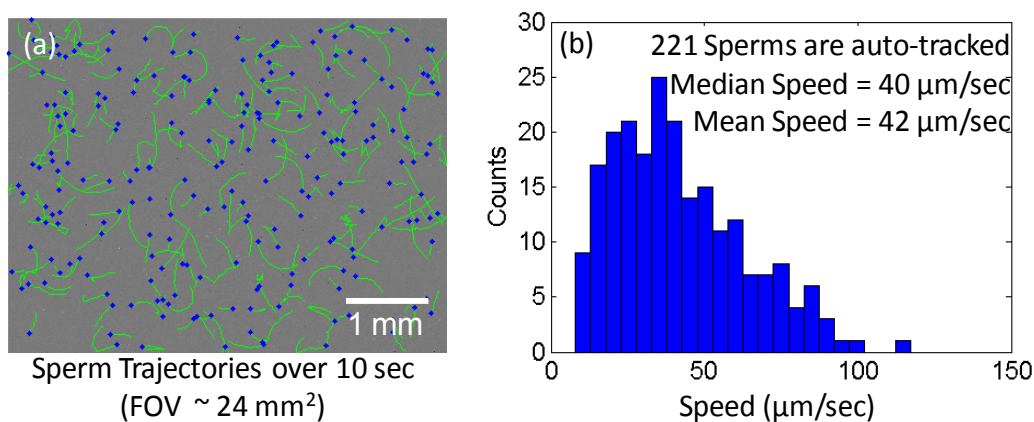 (a)
1 mm
Sperm Trajectories over 10 sec
(FOV ~ 24 mm²)
(b)
221 Sperms are auto-tracked
Median Speed = 40 µm/sec
Mean Speed = 42 µm/sec
Counts
30
25
20
15
10
5
0
0 50 100 150
Speed (µm/sec)